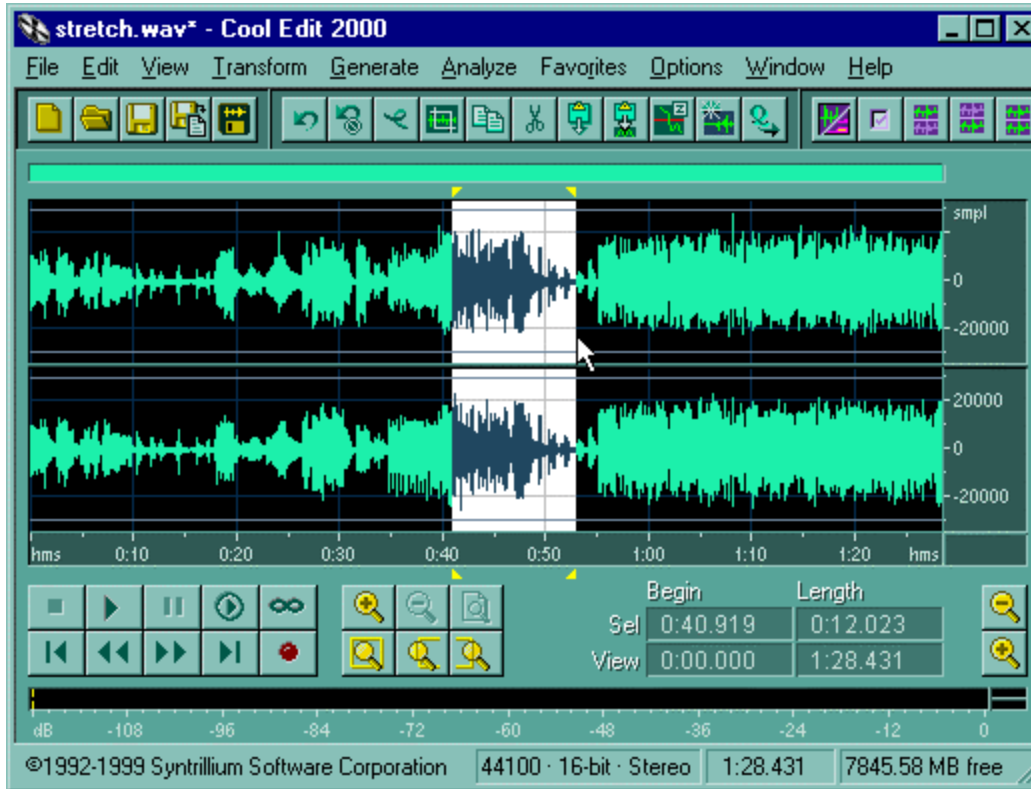 stretch.wav* - Cool Edit 2000
File Edit View Transform Generate Analyze Favorites Options Window Help
smpl
0
-20000
20000
0
-20000
hms 0:10 0:20 0:30 0:40 0:50 1:00 1:10 1:20 hms
Begin Length
Sel 0:40.919 0:12.023
View 0:00.000 1:28.431
dB -108 -96 -84 -72 -60 -48 -36 -24 -12 0
©1992-1999 Syntrillium Software Corporation 44100 · 16-bit · Stereo 1:28.431 7845.58 MB free